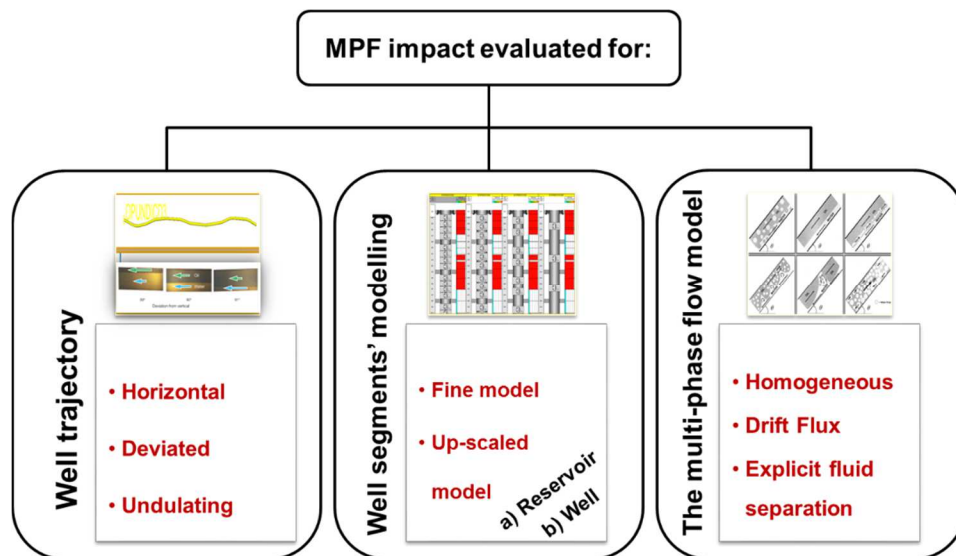 MPF impact evaluated for:
Well trajectory
• Horizontal
• Deviated
• Undulating
Well segments' modelling
• Fine model
• Up-scaled
model
a) Reservoir
b) Well
The multi-phase flow model
• Homogeneous
• Drift Flux
• Explicit fluid
separation